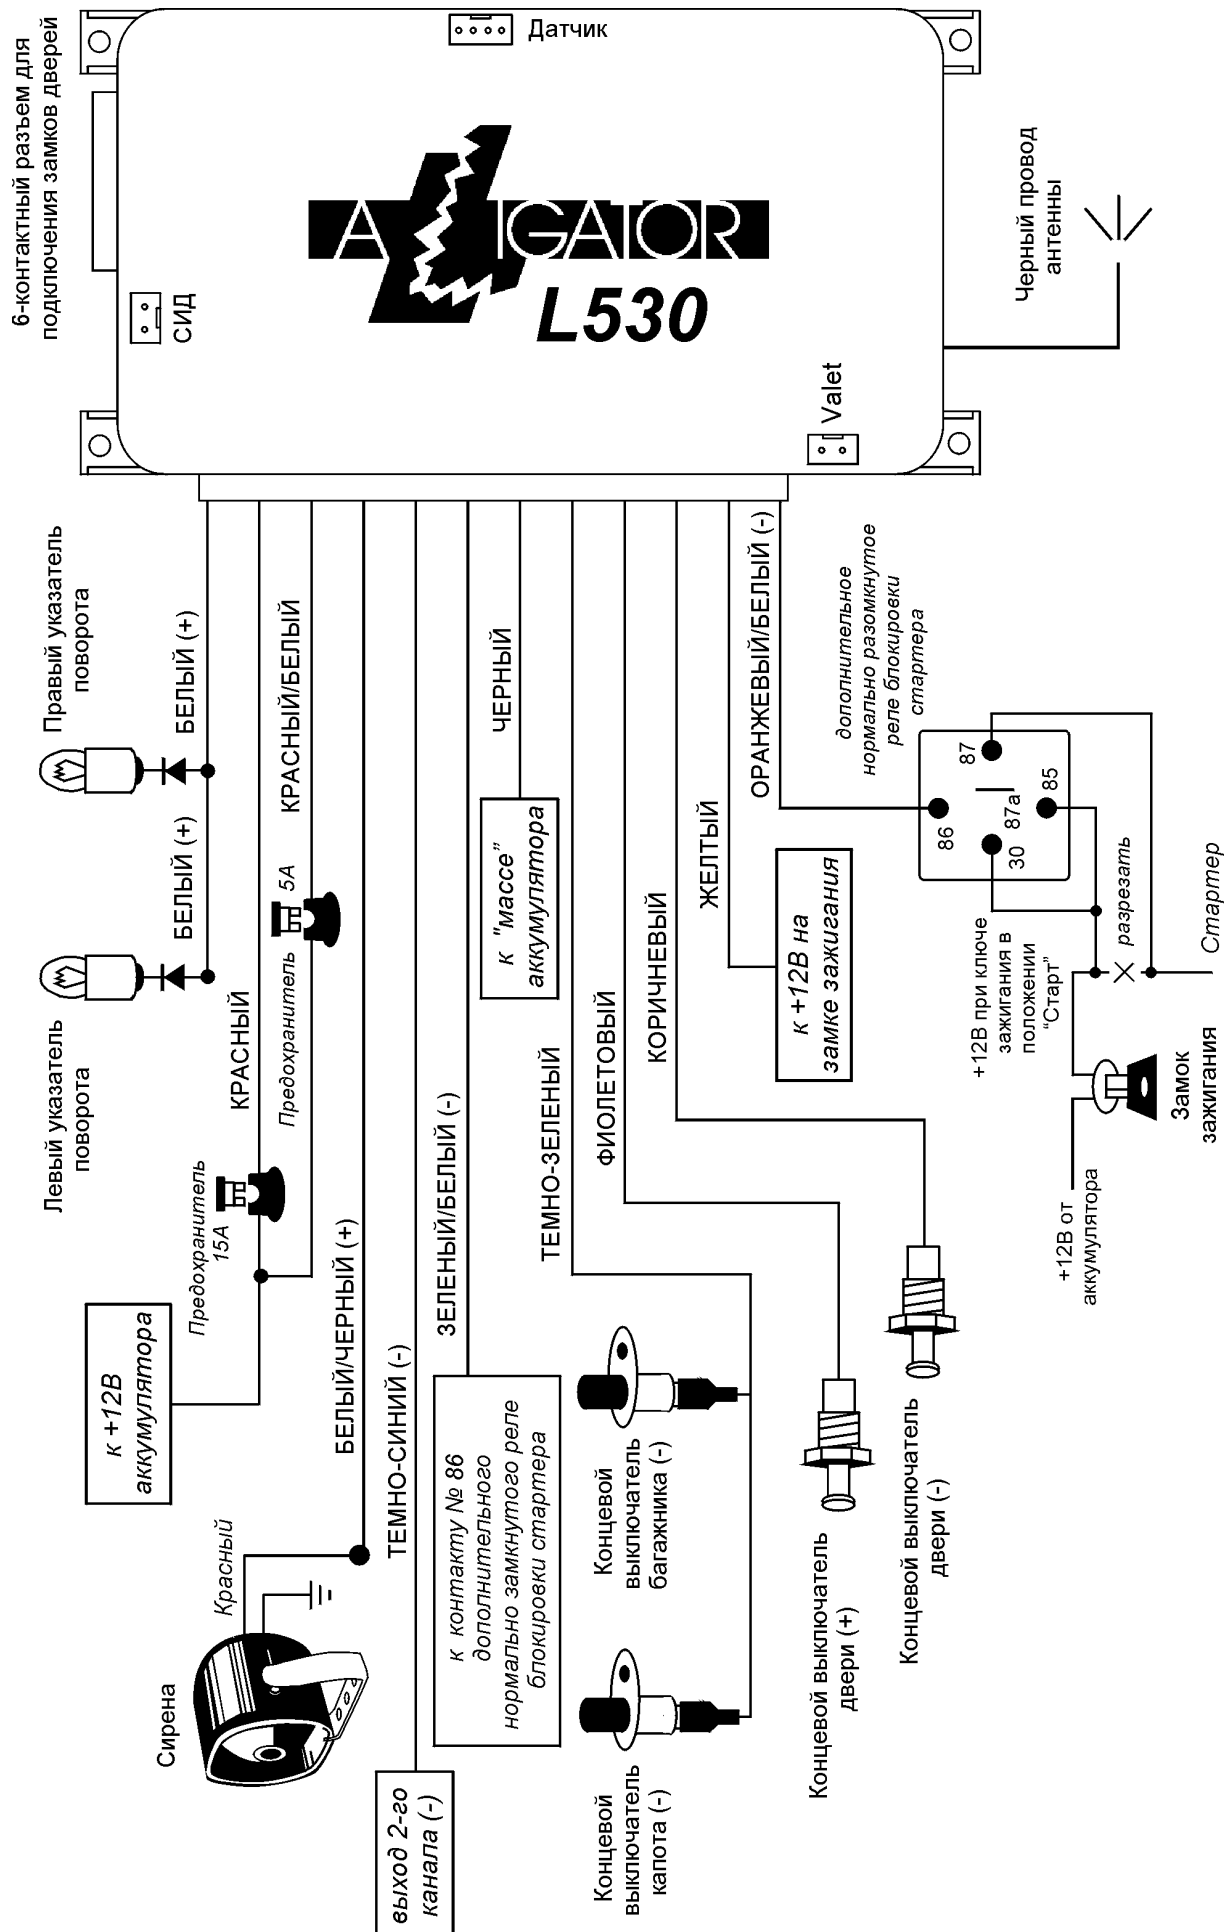 6-контактный разъем для
подключения замков дверей
Датчик
СИД
ALLIGATOR
L530
Valet
Черный провод
антенны
Правый указатель
поворота
БЕЛЫЙ (+)
Левый указатель
поворота
БЕЛЫЙ (+)
КРАСНЫЙ
Предохранитель
15А
к +12В
аккумулятора
КРАСНЫЙ/БЕЛЫЙ
Предохранитель 5А
БЕЛЫЙ/ЧЕРНЫЙ (+)
Красный
Сирена
ТЕМНО-СИНИЙ (-)
выход 2-го
канала (-)
ЗЕЛЕНЫЙ/БЕЛЫЙ (-)
к контакту № 86
дополнительного
нормально замкнутого реле
блокировки стартера
ЧЕРНЫЙ
к "массе"
аккумулятора
ТЕМНО-ЗЕЛЕНЫЙ
Концевой
выключатель
багажника (-)
Концевой
выключатель
капота (-)
ФИОЛЕТОВЫЙ
Концевой выключатель
двери (+)
КОРИЧНЕВЫЙ
Концевой выключатель
двери (-)
ЖЕЛТЫЙ
к +12В на
замке зажигания
ОРАНЖЕВЫЙ/БЕЛЫЙ (-)
дополнительное
нормально разомкнутое
реле блокировки
стартера
86
87
30
87a
85
+12В при ключе
зажигания в
положении
“Старт”
разрезать
Стартер
Замок
зажигания
+12В от
аккумулятора